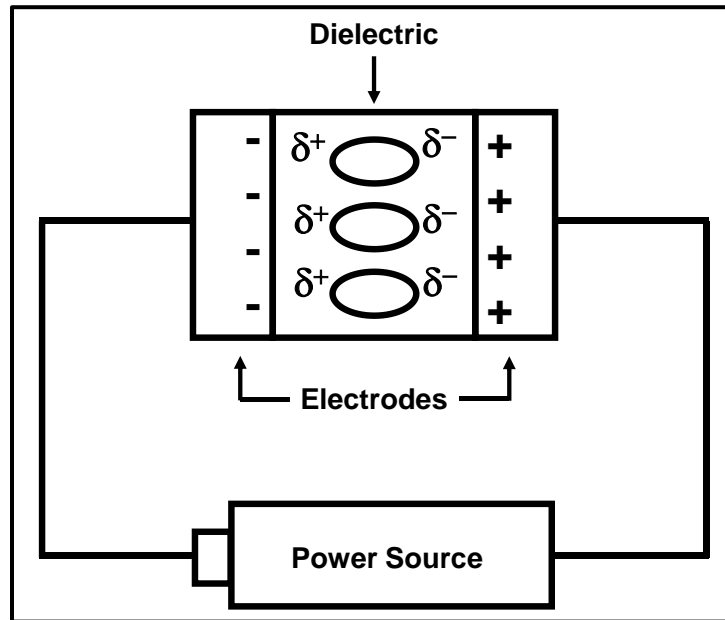 Dielectric
- δ+ δ− +
- δ+ δ− +
- δ+ δ− +
- +
Electrodes
Power Source